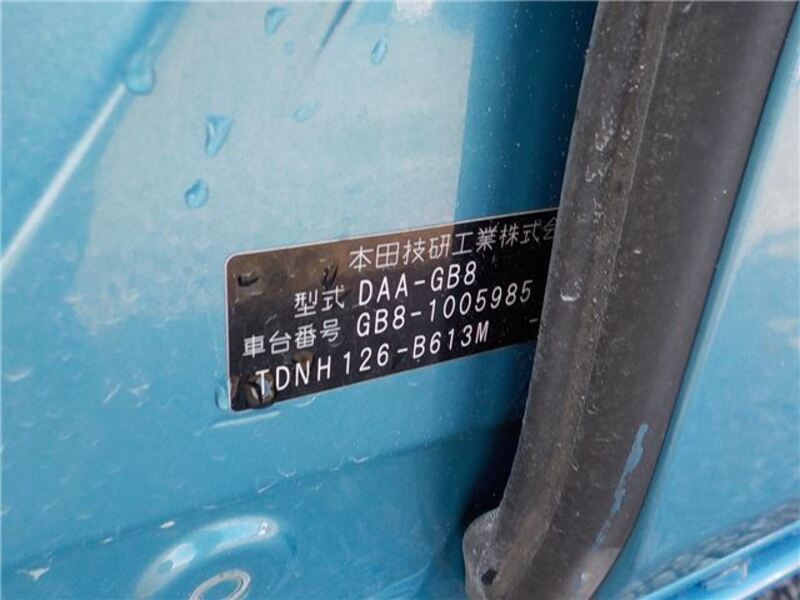 本田技研工業株式会
型式 DAA-GB8
車台番号 GB8-1005985
TDNH126-B613M -